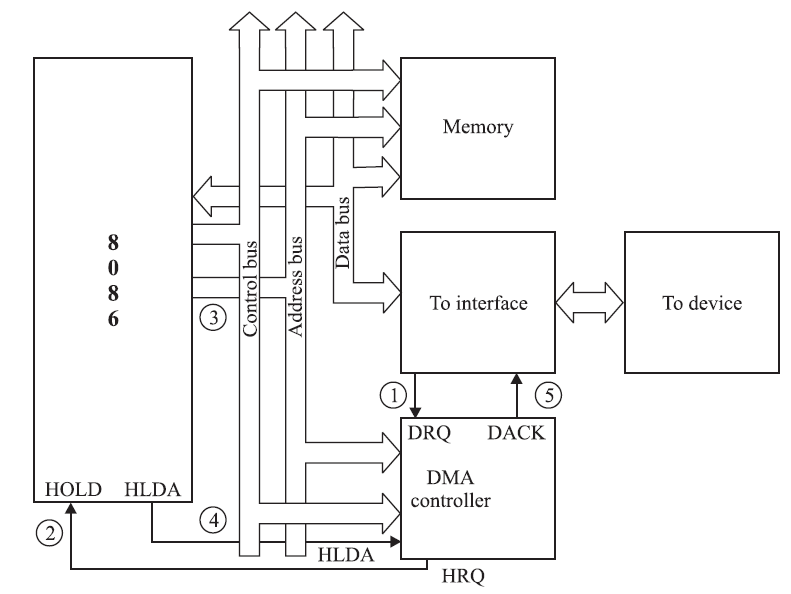 Memory
8
0
8
6
Control bus
Address bus
Data bus
To interface
To device
3
1
5
DRQ DACK
DMA
controller
HOLD HLDA
2
4
HLDA
HRQ